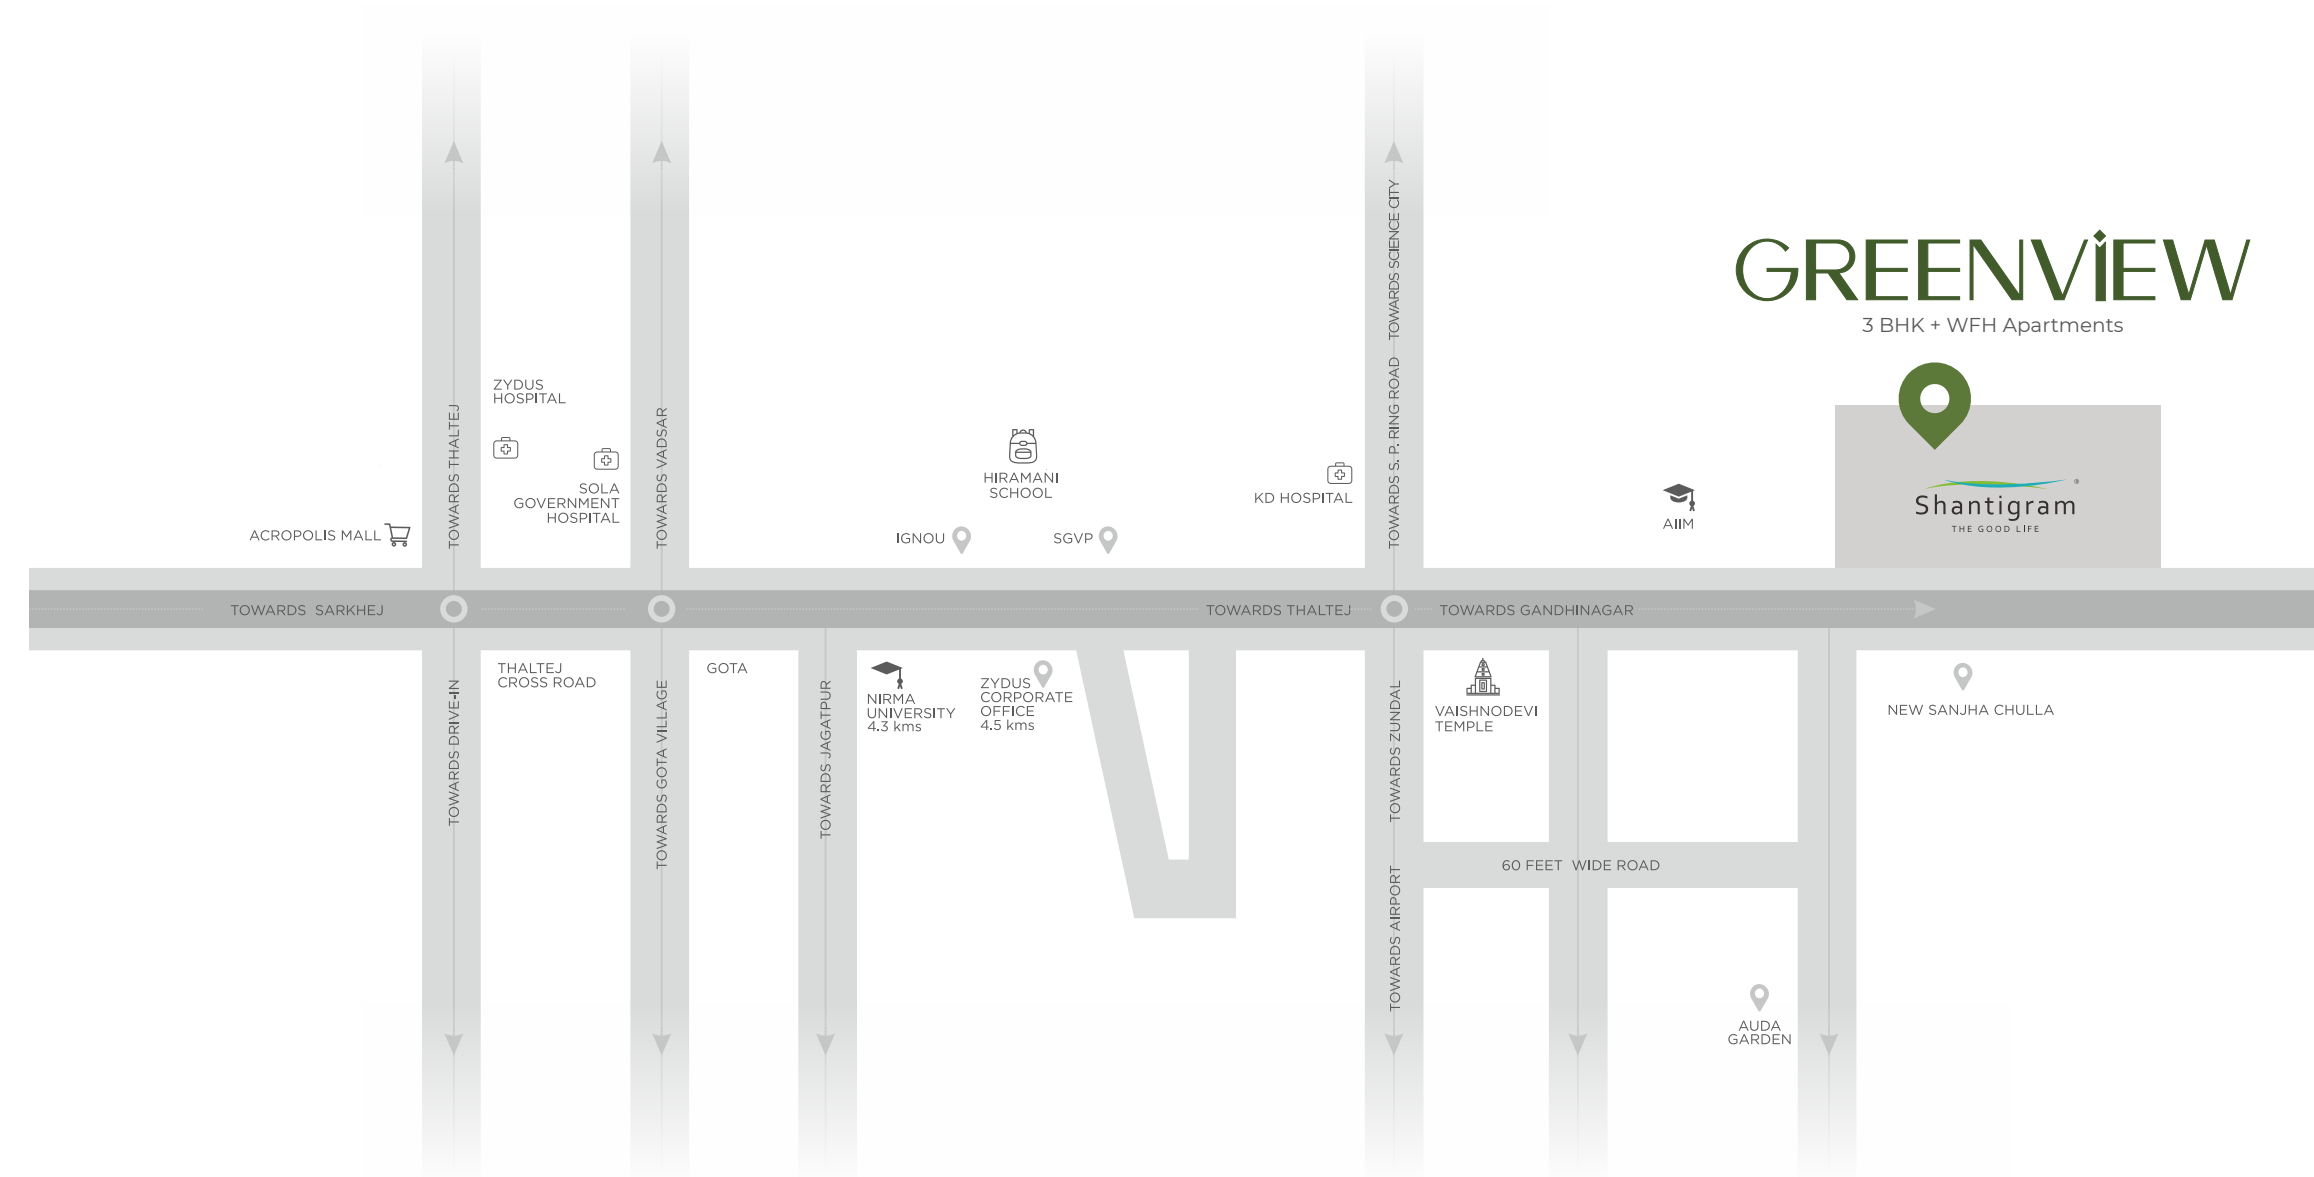 GREENVIEW
3 BHK + WFH Apartments
Shantigram
®
THE GOOD LIFE
TOWARDS THALTEJ
TOWARDS VADSAR
TOWARDS S. P. RING ROAD TOWARDS SCIENCE CITY
ZYDUS
HOSPITAL
SOLA
GOVERNMENT
HOSPITAL
ACROPOLIS MALL
HIRAMANI
SCHOOL
IGNOU
SGVP
KD HOSPITAL
AIIM
TOWARDS SARKHEJ
TOWARDS THALTEJ
TOWARDS GANDHINAGAR
THALTEJ
CROSS ROAD
GOTA
NIRMA
UNIVERSITY
4.3 kms
ZYDUS
CORPORATE
OFFICE
4.5 kms
VAISHNODEVI
TEMPLE
NEW SANJHA CHULLA
TOWARDS DRIVE-IN
TOWARDS GOTA VILLAGE
TOWARDS JAGATPUR
TOWARDS AIRPORT TOWARDS ZUNDAL
60 FEET WIDE ROAD
AUDA
GARDEN